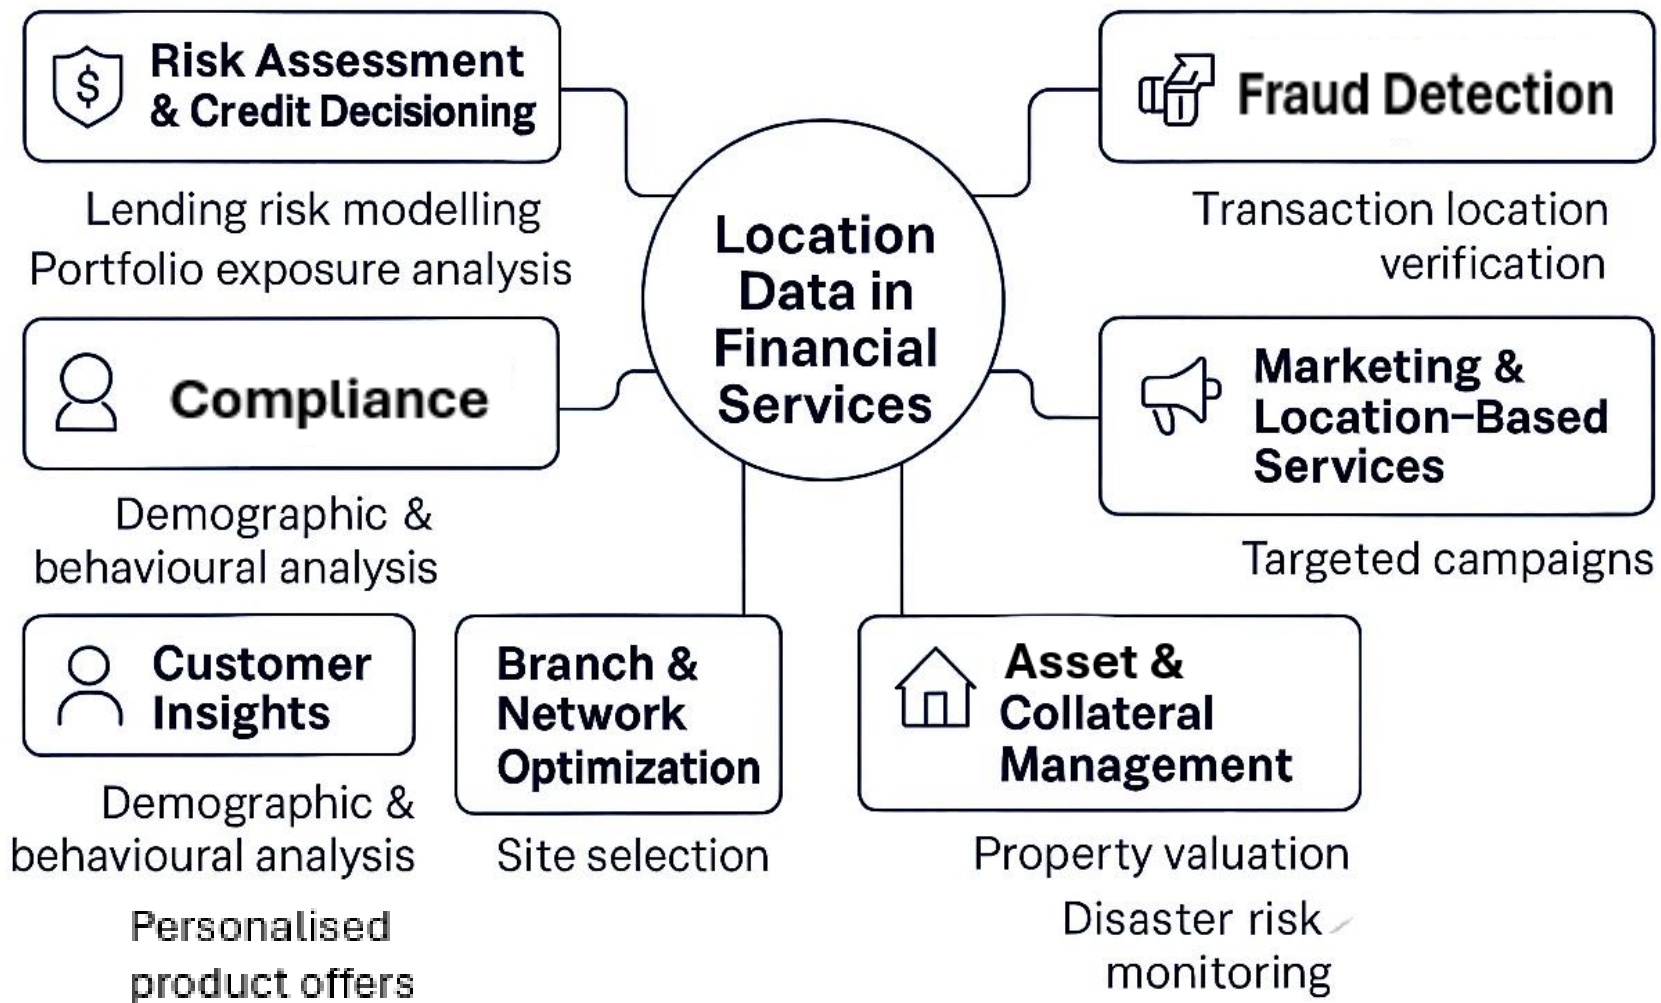 Risk Assessment
& Credit Decisioning
Lending risk modelling
Portfolio exposure analysis
Compliance
Demographic &
behavioural analysis
Customer
Insights
Demographic &
behavioural analysis
Personalised
product offers
Location
Data in
Financial
Services
Branch &
Network
Optimization
Site selection
Fraud Detection
Transaction location
verification
Marketing &
Location-Based
Services
Targeted campaigns
$
Asset &
Collateral
Management
Property valuation
Disaster risk
monitoring